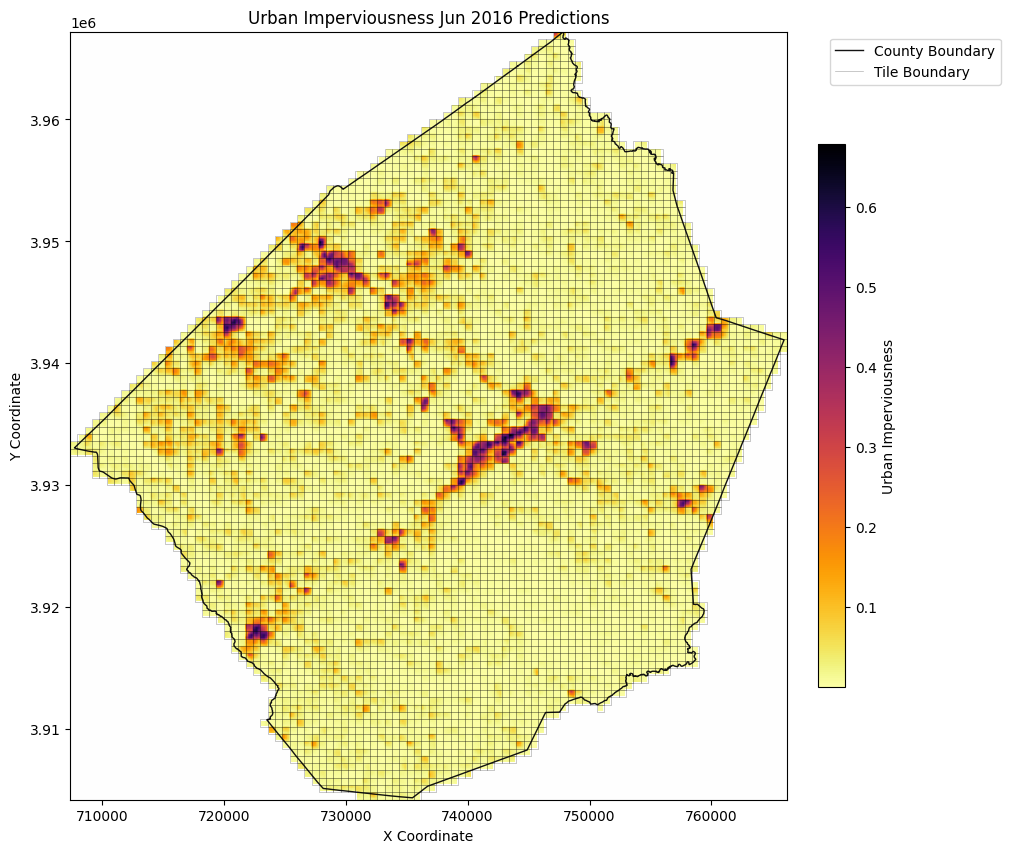 Urban Imperviousness Jun 2016 Predictions
1e6
County Boundary
Tile Boundary
3.96
3.95
3.94
3.93
3.92
3.91
Y Coordinate
0.6
0.5
0.4
0.3
0.2
0.1
Urban Imperviousness
710000 720000 730000 740000 750000 760000
X Coordinate